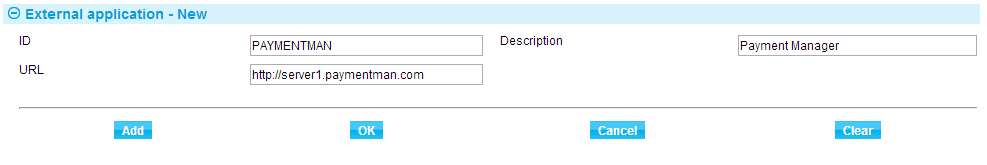 External application - New
ID PAYMENTMAN Description Payment Manager
URL http://server1.paymentman.com
Add OK Cancel Clear